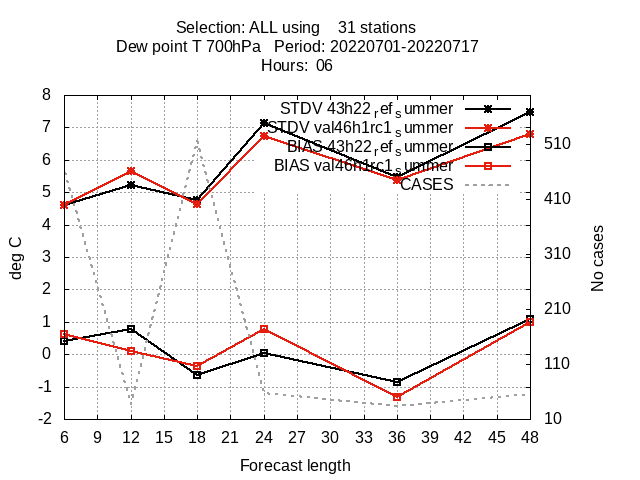 Selection: ALL using    31 stations
Dew point T 700hPa   Period: 20220701-20220717
Hours:  06
STDV 43h22_ref_summer
STDV val46h1rc1_summer
BIAS 43h22_ref_summer
BIAS val46h1rc1_summer
CASES
8
7
6
5
4
3
2
1
0
-1
-2
deg C
510
410
310
210
110
10
No cases
6 9 12 15 18 21 24 27 30 33 36 39 42 45 48
Forecast length